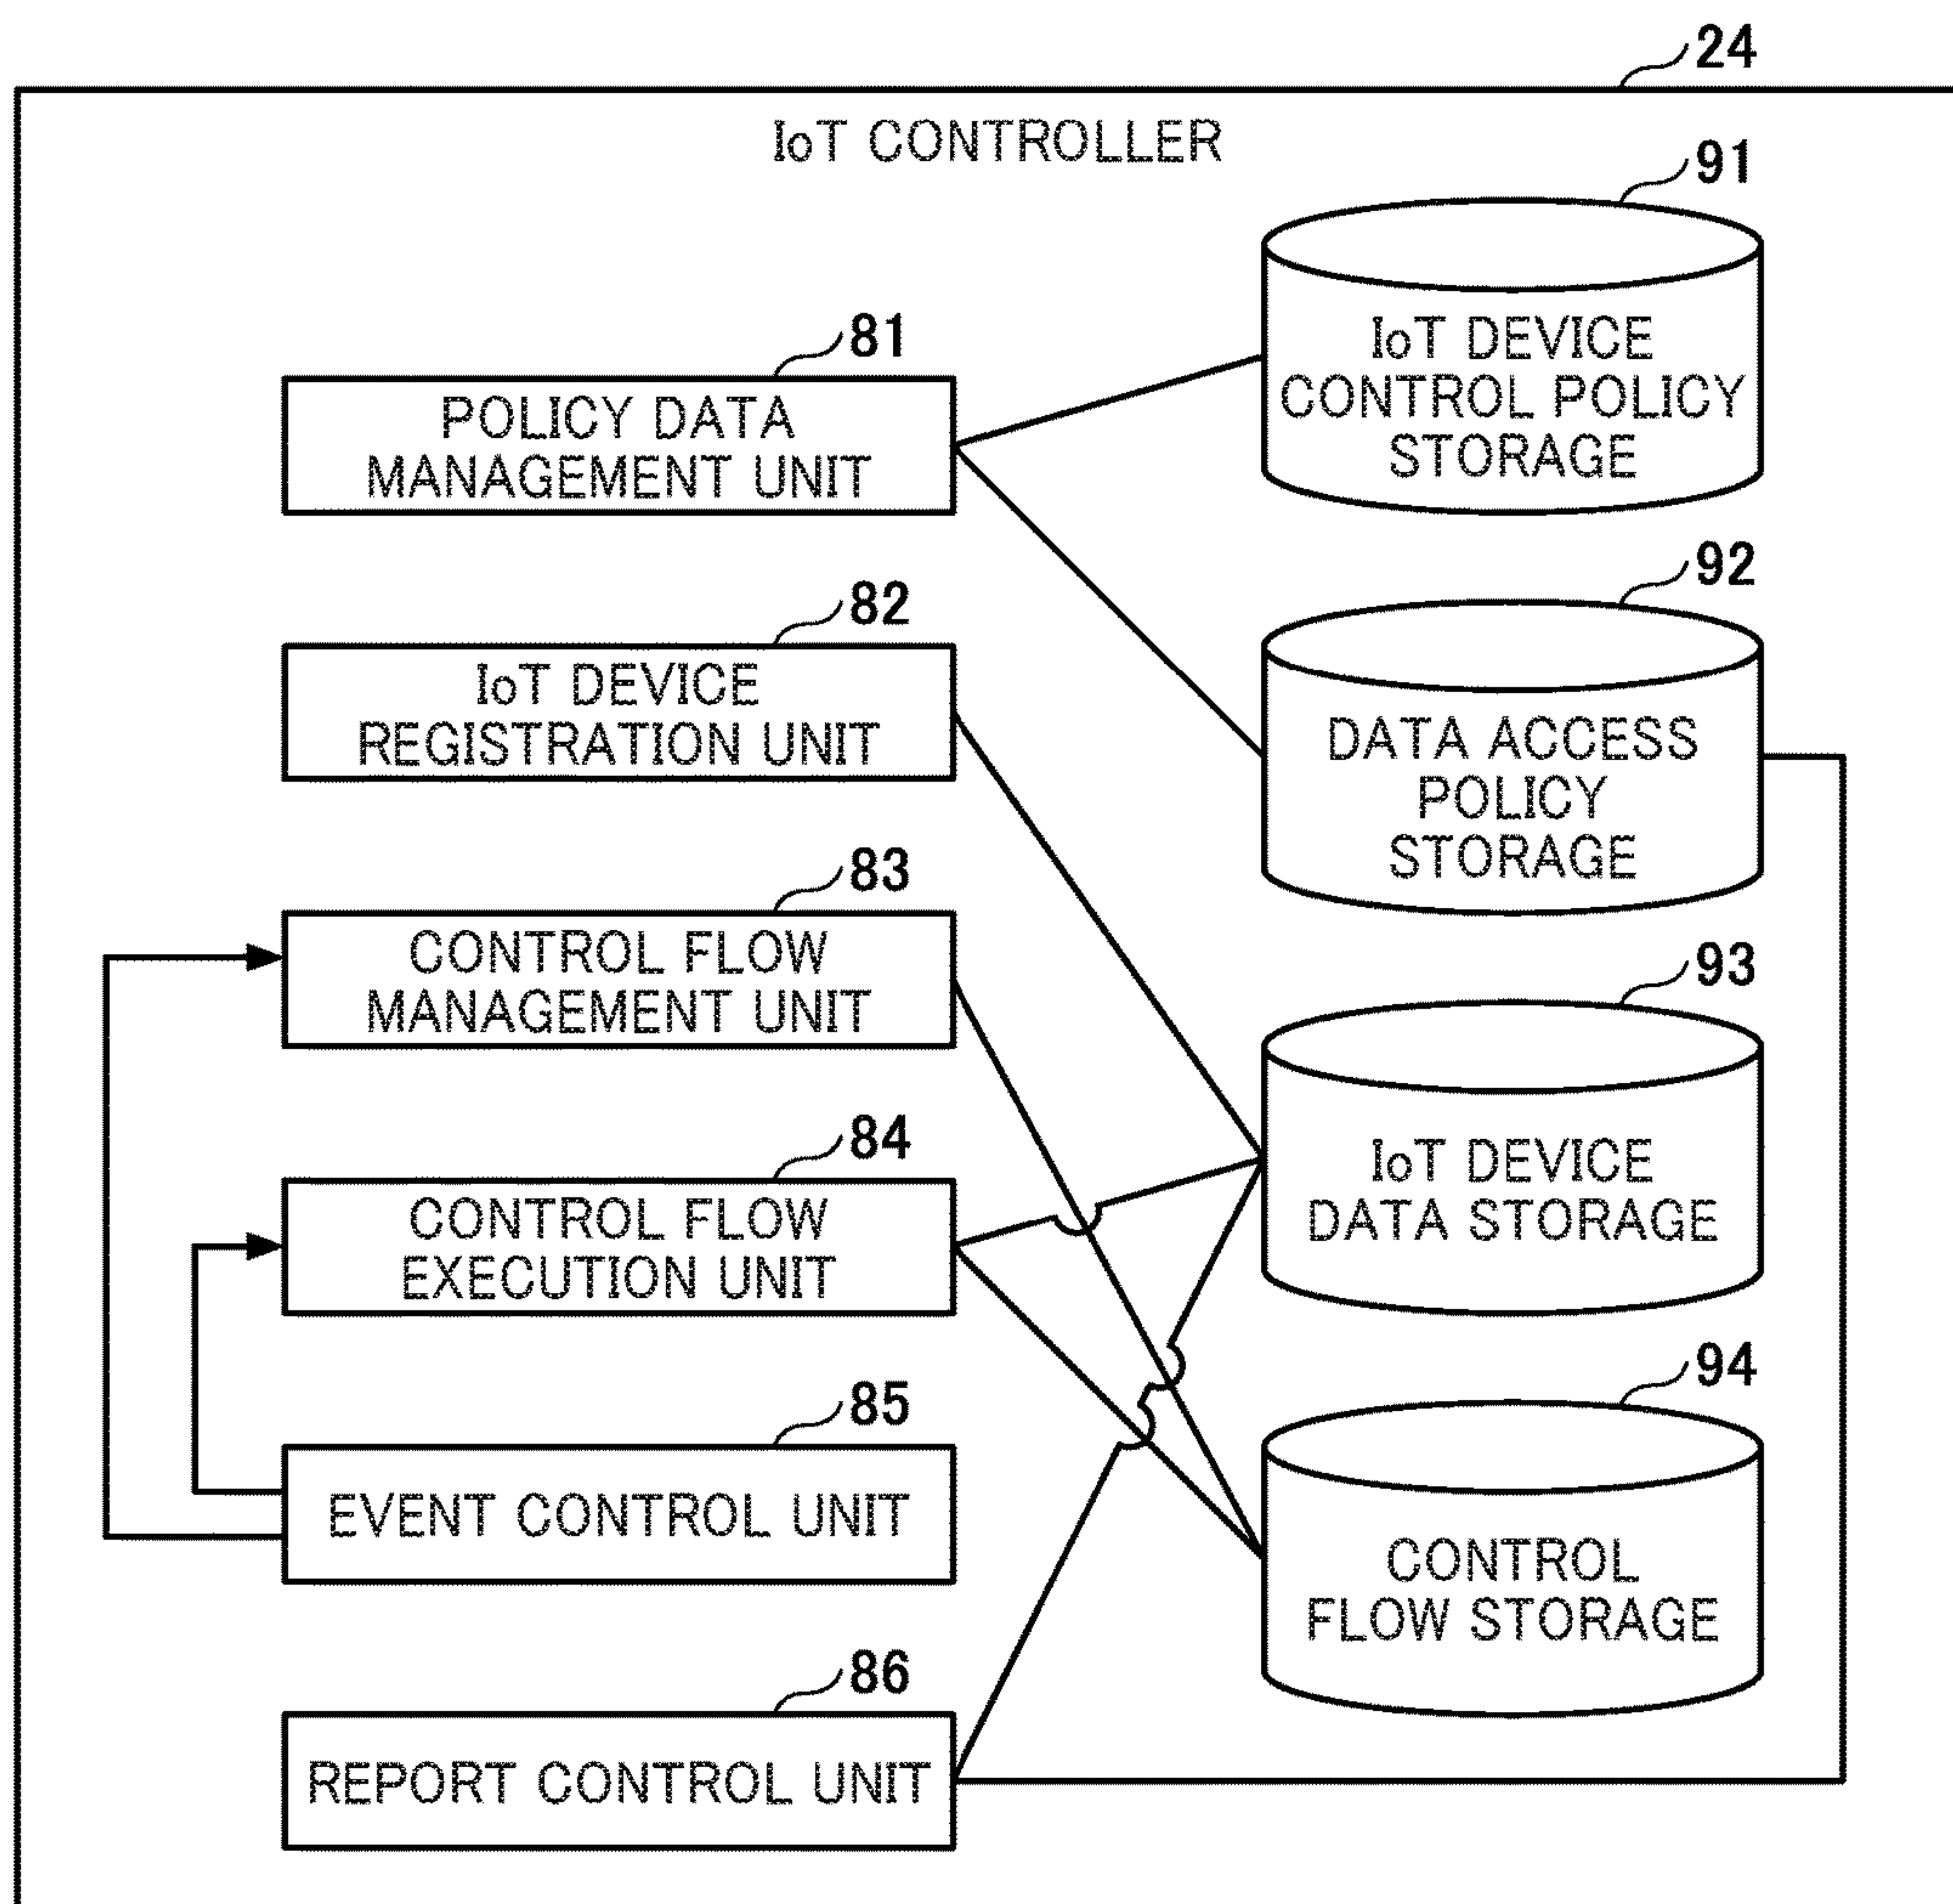 24
IoT CONTROLLER
91
IoT DEVICE
CONTROL POLICY
STORAGE
81
POLICY DATA
MANAGEMENT UNIT
92
DATA ACCESS
POLICY
STORAGE
82
IoT DEVICE
REGISTRATION UNIT
83
CONTROL FLOW
MANAGEMENT UNIT
93
IoT DEVICE
DATA STORAGE
84
CONTROL FLOW
EXECUTION UNIT
94
CONTROL
FLOW STORAGE
85
EVENT CONTROL UNIT
86
REPORT CONTROL UNIT